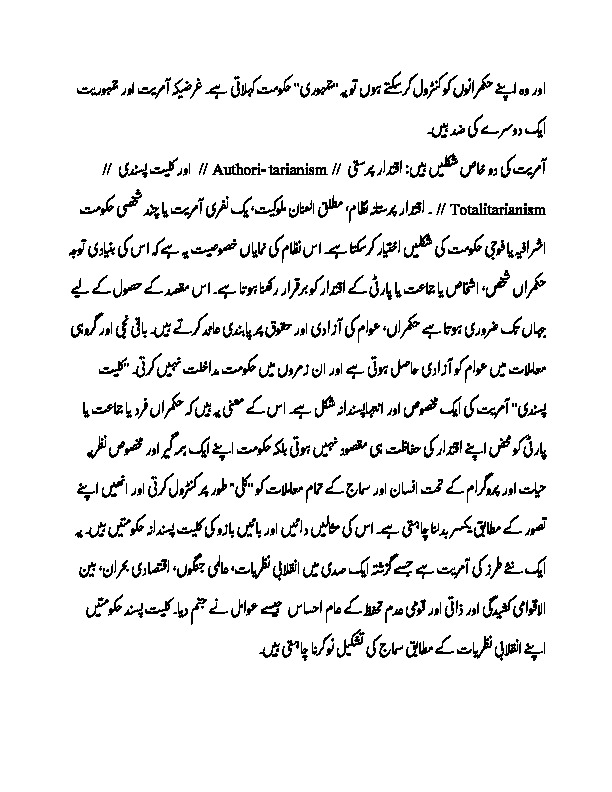 اور وہ اپنے حکمرانوں کو کنٹرول کر سکتے ہوں تو یہ "جمہوری" حکومت کہلاتی ہے۔ غرضیکہ آمریت اور جمہوریت
ایک دوسرے کی ضد ہیں۔
آمریت کی دو خاص شکلیں ہیں: اقتدار پرستی // Authori-tarianism // اور کلیت پسندی //
Totalitarianism // ۔ اقتدار پرستانہ نظام، مطلق العنان ملوکیت، یک نفری آمریت یا چند شخصی حکومت
اشرافیہ یا فوجی حکومت کی شکلیں اختیار کر سکتا ہے۔ اس نظام کی نمایاں خصوصیت یہ ہے کہ اس کی بنیادی توجہ
حکمراں شخص، اشخاص یا جماعت یا پارٹی کے اقتدار کو برقرار رکھنا ہوتا ہے۔ اس مقصد کے حصول کے لیے
جہاں تک ضروری ہوتا ہے حکمراں، عوام کی آزادی اور حقوق پر پابندی عائد کرتے ہیں۔ باقی نجی اور گروہی
معاملات میں عوام کو آزادی حاصل ہوتی ہے اور ان زمروں میں حکومت مداخلت نہیں کرتی۔ "کلیت
پسندی" آمریت کی ایک مخصوص اور انتہاپسندانہ شکل ہے۔ اس کے معنی یہ ہیں کہ حکمراں فرد یا جماعت یا
پارٹی کو محض اپنے اقتدار کی حفاظت ہی مقصود نہیں ہوتی بلکہ حکومت اپنے ایک ہمہ گیر اور مخصوص نظریہ
حیات اور پروگرام کے تحت انسان اور سماج کے تمام معاملات کو "کلی" طور پر کنٹرول کرتی اور انھیں اپنے
تصور کے مطابق یکسر بدلنا چاہتی ہے۔ اس کی مثالیں دائیں اور بائیں بازو کی کلیت پسندانہ حکومتیں ہیں۔ یہ
ایک نئے طرز کی آمریت ہے جسے گزشتہ ایک صدی میں انقلابی نظریات، عالمی جنگوں، اقتصادی بحران، بین
الاقوامی کشیدگی اور ذاتی اور قومی عدم تحفظ کے عام احساس جیسے عوامل نے جنم دیا۔ کلیت پسند حکومتیں
اپنے انقلابی نظریات کے مطابق سماج کی تشکیل نو کرنا چاہتی ہیں۔